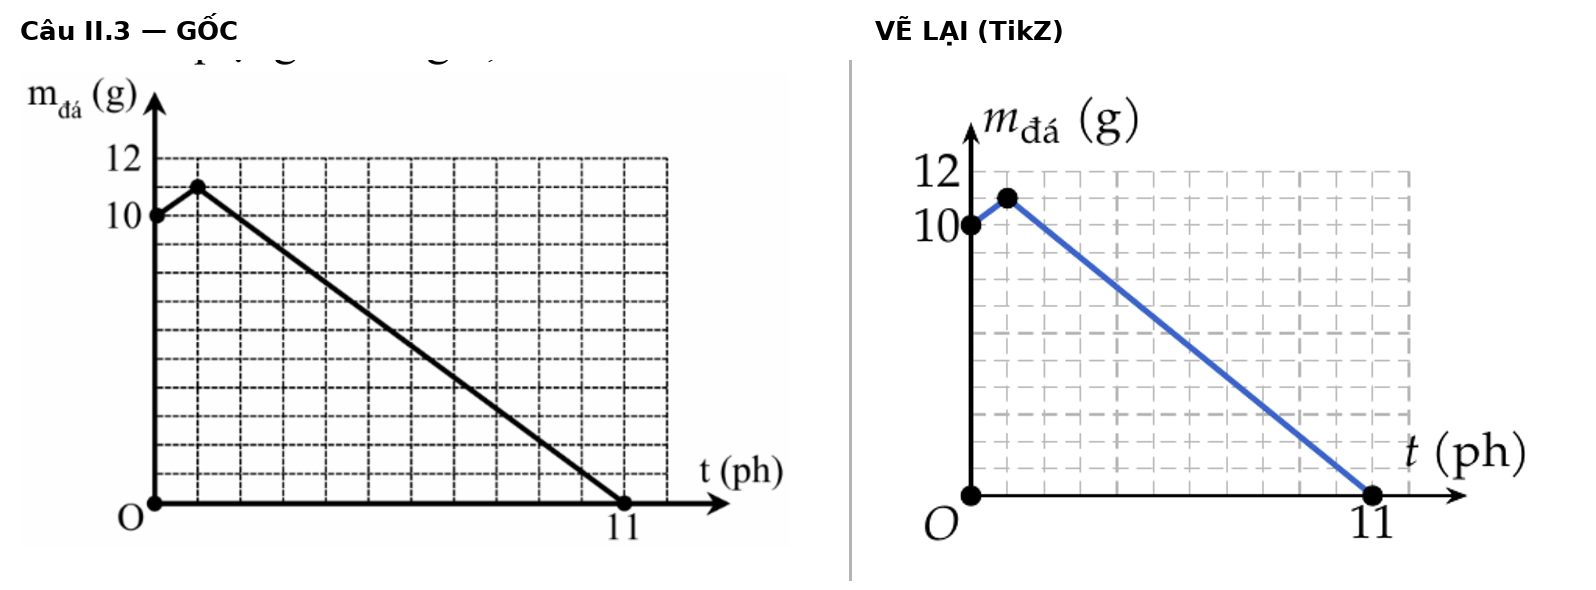 Câu II.3 — GỐC
m_đá (g)
12
10
t (ph)
O
11
VẼ LẠI (TikZ)
m_đá (g)
12
10
t (ph)
O
11